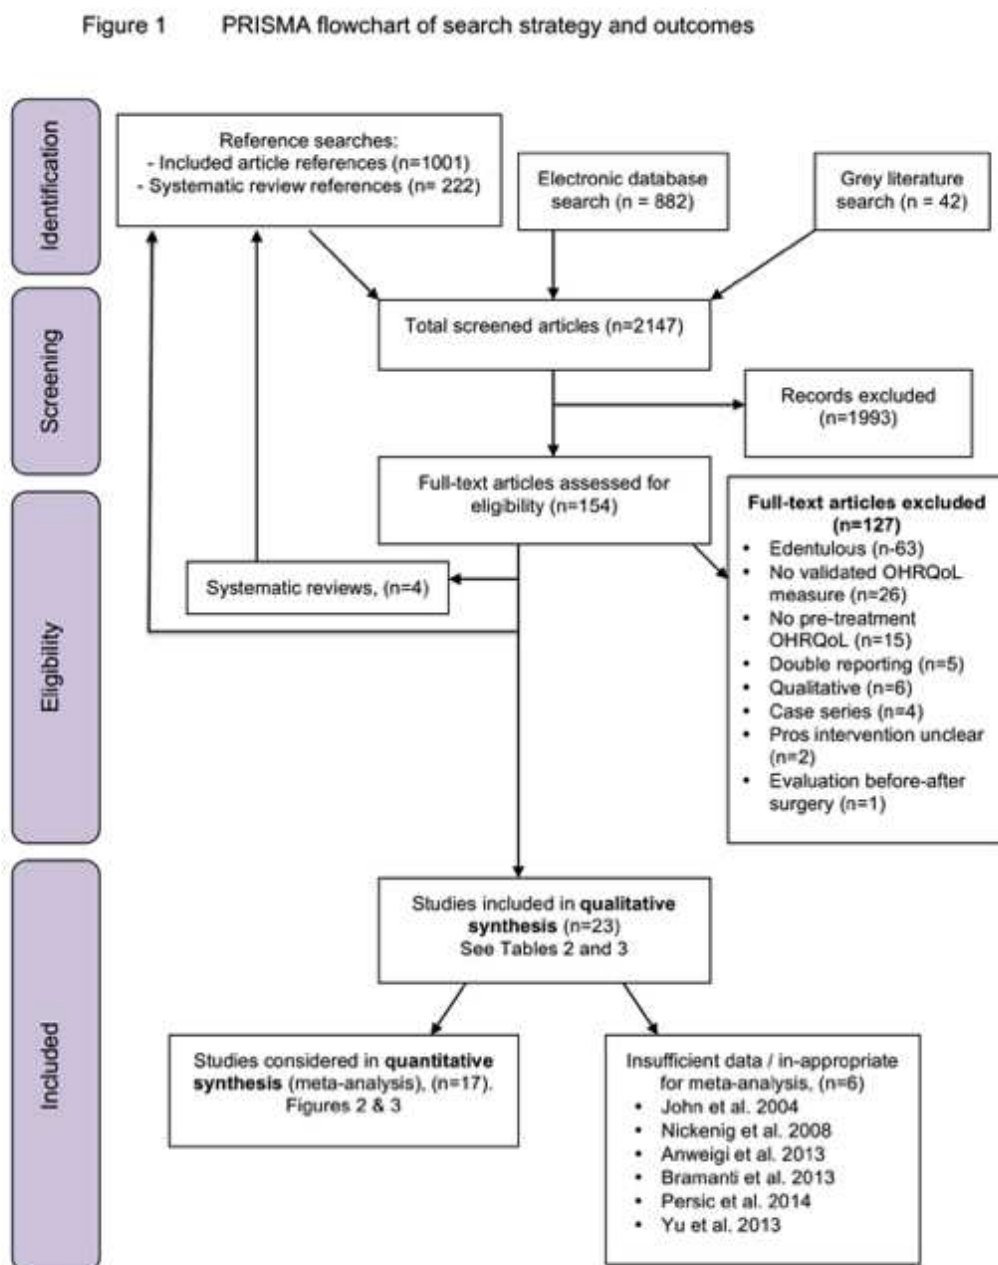 Figure 1 PRISMA flowchart of search strategy and outcomes
Identification
Reference searches:
- Included article references (n=1001)
- Systematic review references (n= 222)
Electronic database
search (n = 882)
Grey literature
search (n = 42)
Screening
Total screened articles (n=2147)
Records excluded
(n=1993)
Eligibility
Full-text articles assessed for
eligibility (n=154)
Systematic reviews, (n=4)
Full-text articles excluded
(n=127)
• Edentulous (n-63)
• No validated OHRQoL
measure (n=26)
• No pre-treatment
OHRQoL (n=15)
• Double reporting (n=5)
• Qualitative (n=6)
• Case series (n=4)
• Pros intervention unclear
(n=2)
• Evaluation before-after
surgery (n=1)
Included
Studies included in qualitative
synthesis (n=23)
See Tables 2 and 3
Studies considered in quantitative
synthesis (meta-analysis), (n=17).
Figures 2 & 3
Insufficient data / in-appropriate
for meta-analysis, (n=6)
• John et al. 2004
• Nickenig et al. 2008
• Anweigi et al. 2013
• Bramanti et al. 2013
• Persic et al. 2014
• Yu et al. 2013